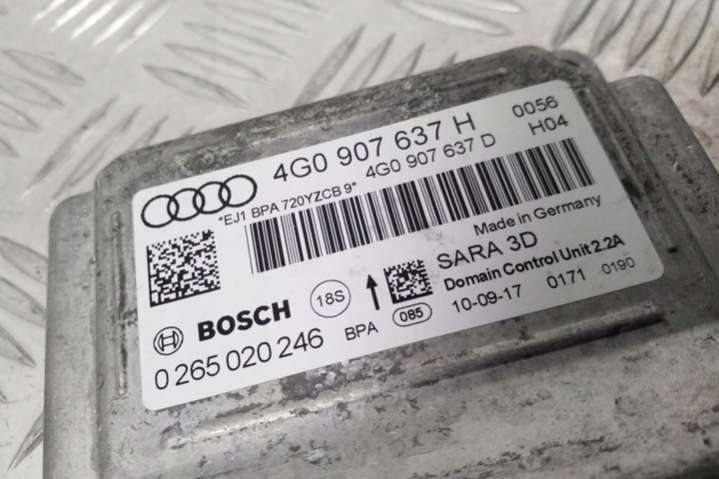 4G0 907 637 H 0056
4G0 907 637 D H04
*EJ1 BPA 720YZCB 9*
Made in Germany
SARA 3D
Domain Control Unit 2.2A
BOSCH 18S
085 10-09-17 0171 0190
0 265 020 246 BPA